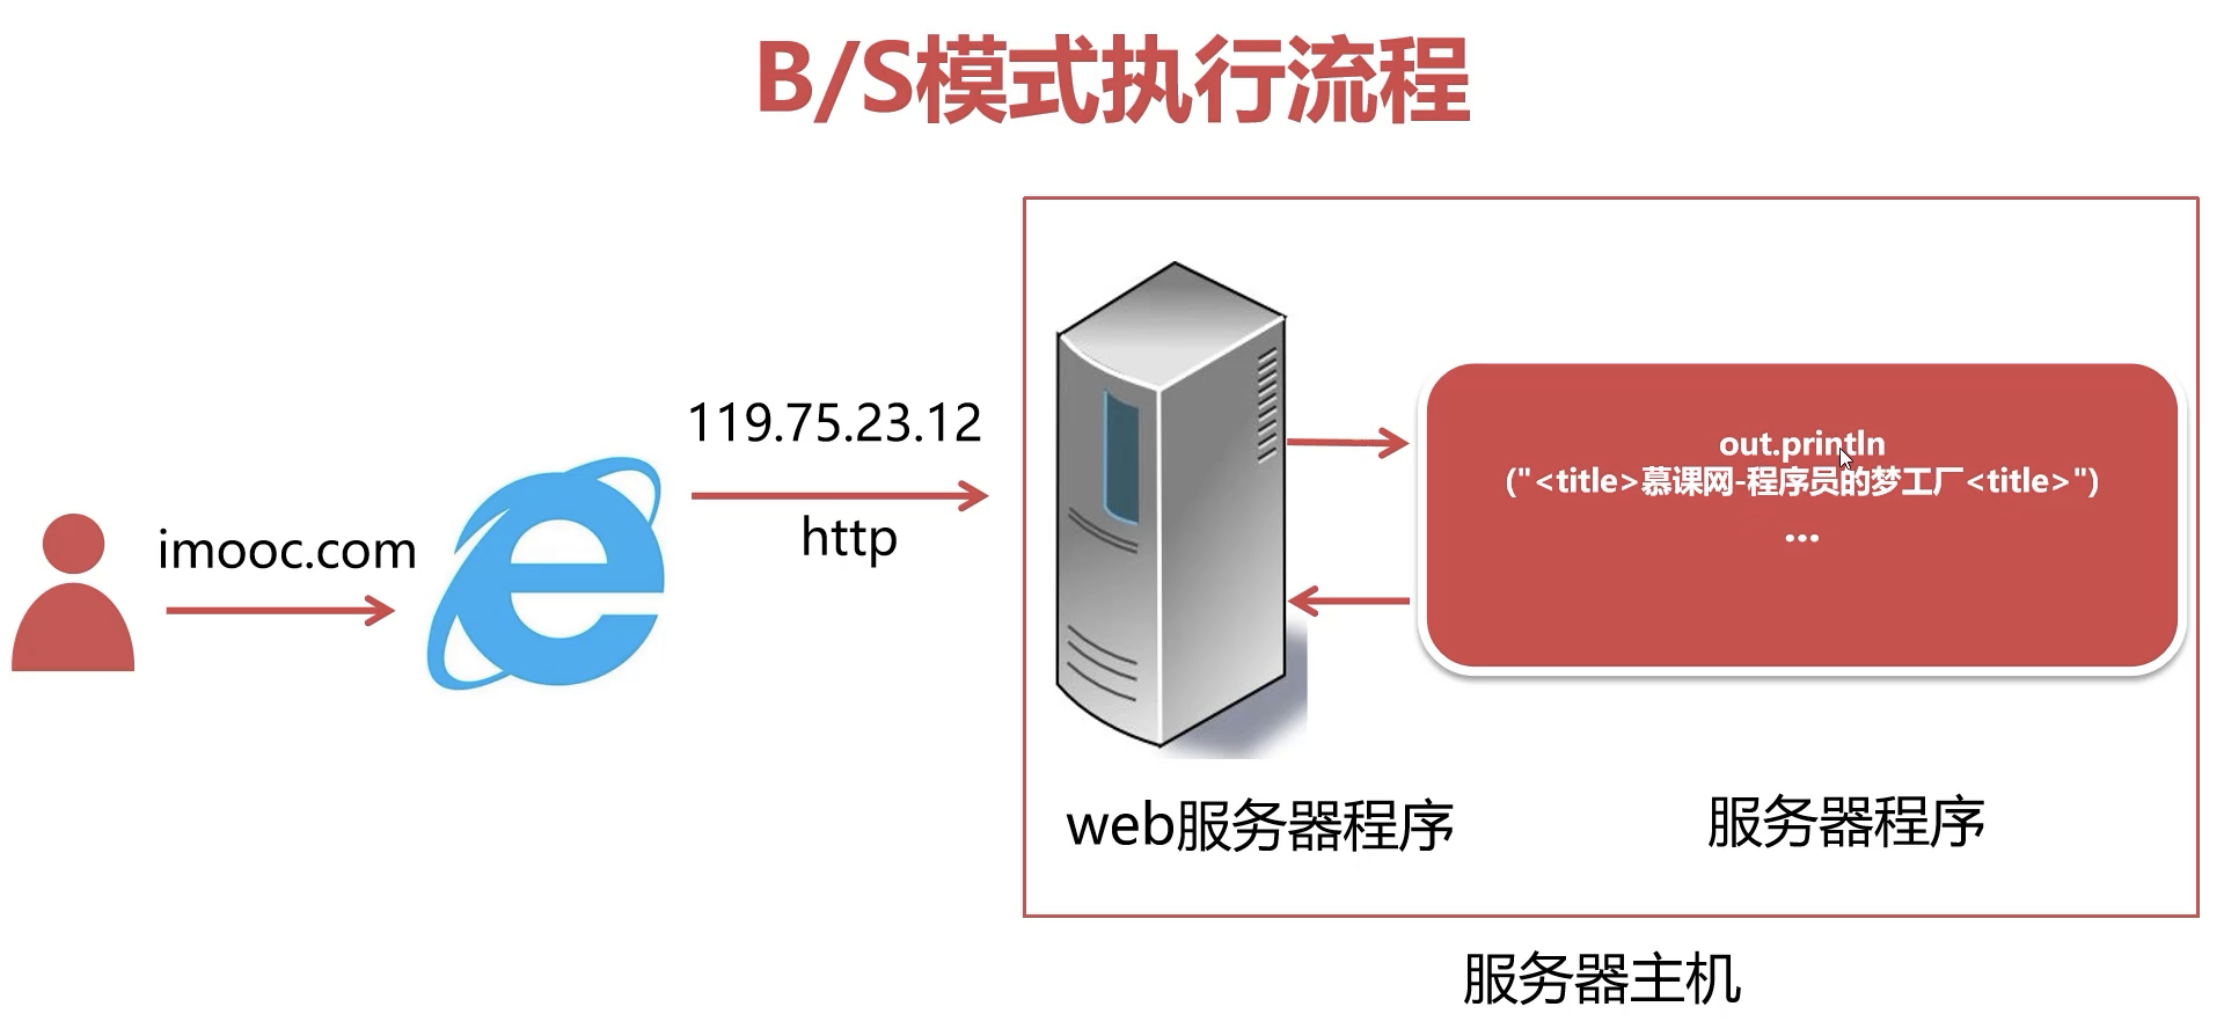 B/S模式执行流程
imooc.com
119.75.23.12
http
out.println
("<title>慕课网-程序员的梦工厂<title>")
...
web服务器程序
服务器程序
服务器主机